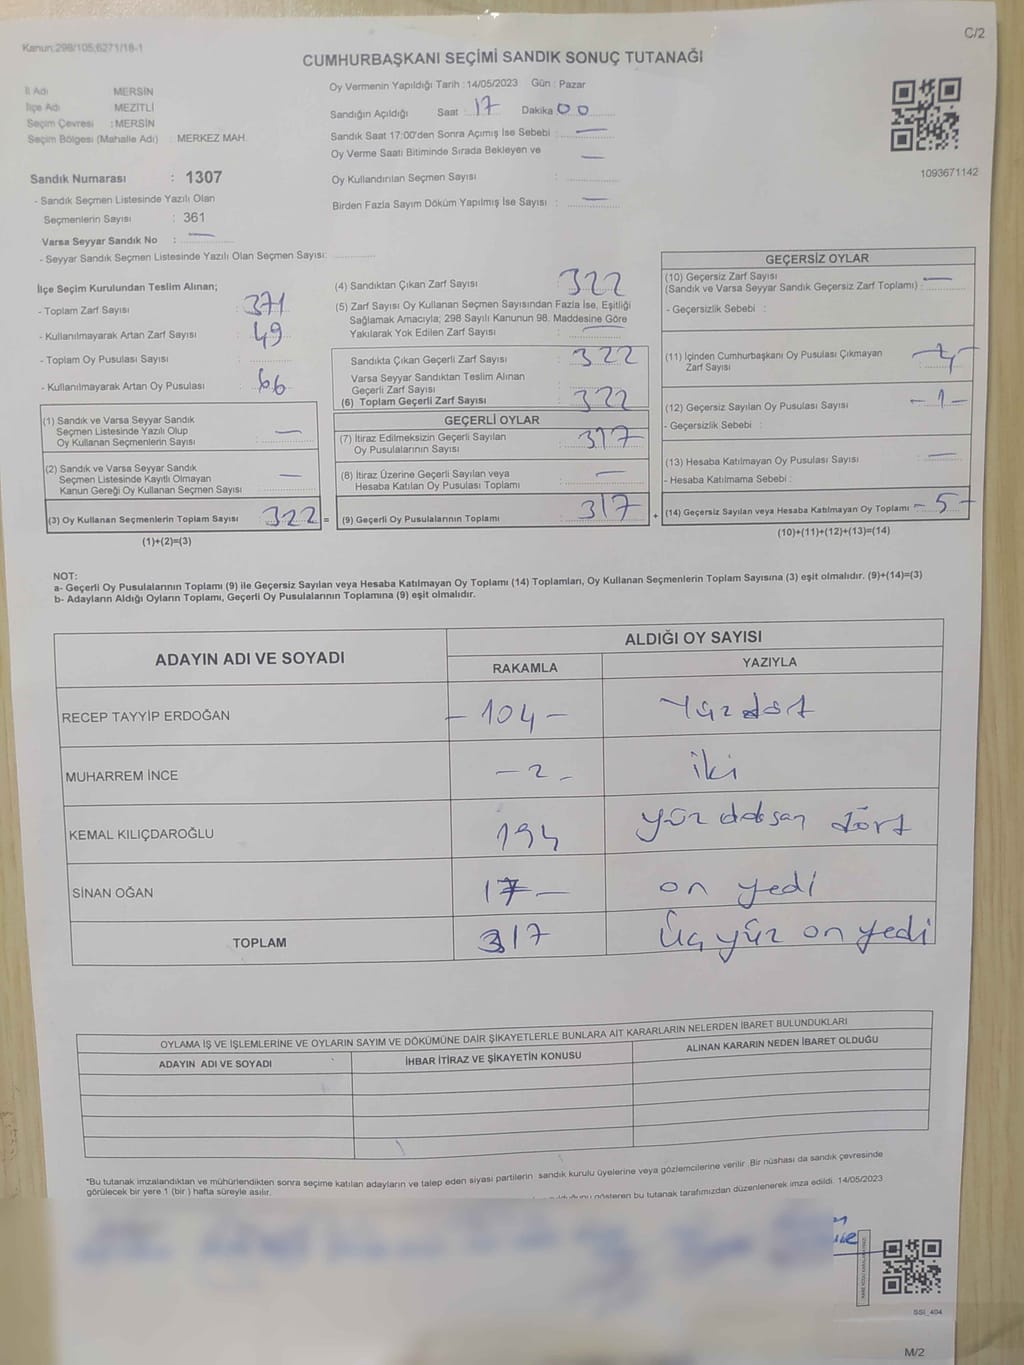 C/2
Kanun:298/105;6271/18-1
CUMHURBAŞKANI SEÇİMİ SANDIK SONUÇ TUTANAĞI
İl Adı MERSİN
İlçe Adı MEZİTLİ
Seçim Çevresi : MERSİN
Seçim Bölgesi (Mahalle Adı) : MERKEZ MAH.
Sandık Numarası : 1307
- Sandık Seçmen Listesinde Yazılı Olan
Seçmenlerin Sayısı : 361
Varsa Seyyar Sandık No : —
- Seyyar Sandık Seçmen Listesinde Yazılı Olan Seçmen Sayısı:
Oy Vermenin Yapıldığı Tarih : 14/05/2023 Gün : Pazar
Sandığın Açıldığı Saat : 17 Dakika 00
Sandık Saat 17:00'den Sonra Açımış İse Sebebi : —
Oy Verme Saati Bitiminde Sırada Bekleyen ve —
Oy Kullandırılan Seçmen Sayısı :
Birden Fazla Sayım Döküm Yapılmış İse Sayısı : —
1093671142
İlçe Seçim Kurulundan Teslim Alınan;
- Toplam Zarf Sayısı : 371
- Kullanılmayarak Artan Zarf Sayısı : 49
- Toplam Oy Pusulası Sayısı :
- Kullanılmayarak Artan Oy Pusulası : 66
(1) Sandık ve Varsa Seyyar Sandık
Seçmen Listesinde Yazılı Olup
Oy Kullanan Seçmenlerin Sayısı : —
(2) Sandık ve Varsa Seyyar Sandık
Seçmen Listesinde Kayıtlı Olmayan
Kanun Gereği Oy Kullanan Seçmen Sayısı : —
(3) Oy Kullanan Seçmenlerin Toplam Sayısı 322 =
(1)+(2)=(3)
(4) Sandıktan Çıkan Zarf Sayısı : 322
(5) Zarf Sayısı Oy Kullanan Seçmen Sayısından Fazla İse, Eşitliği
Sağlamak Amacıyla; 298 Sayılı Kanunun 98. Maddesine Göre
Yakılarak Yok Edilen Zarf Sayısı : —
Sandıkta Çıkan Geçerli Zarf Sayısı : 322
Varsa Seyyar Sandıktan Teslim Alınan
Geçerli Zarf Sayısı :
(6) Toplam Geçerli Zarf Sayısı : 322
GEÇERLİ OYLAR
(7) İtiraz Edilmeksizin Geçerli Sayılan
Oy Pusulalarının Sayısı : 317
(8) İtiraz Üzerine Geçerli Sayılan veya
Hesaba Katılan Oy Pusulası Toplamı : —
(9) Geçerli Oy Pusulalarının Toplamı : 317 +
GEÇERSİZ OYLAR
(10) Geçersiz Zarf Sayısı —
(Sandık ve Varsa Seyyar Sandık Geçersiz Zarf Toplamı) :
- Geçersizlik Sebebi :
(11) İçinden Cumhurbaşkanı Oy Pusulası Çıkmayan
Zarf Sayısı : -4-
(12) Geçersiz Sayılan Oy Pusulası Sayısı : -1-
- Geçersizlik Sebebi :
(13) Hesaba Katılmayan Oy Pusulası Sayısı : —
- Hesaba Katılmama Sebebi :
(14) Geçersiz Sayılan veya Hesaba Katılmayan Oy Toplamı -5-
(10)+(11)+(12)+(13)=(14)
NOT:
a- Geçerli Oy Pusulalarının Toplamı (9) ile Geçersiz Sayılan veya Hesaba Katılmayan Oy Toplamı (14) Toplamları, Oy Kullanan Seçmenlerin Toplam Sayısına (3) eşit olmalıdır. (9)+(14)=(3)
b- Adayların Aldığı Oyların Toplamı, Geçerli Oy Pusulalarının Toplamına (9) eşit olmalıdır.
ADAYIN ADI VE SOYADI
ALDIĞI OY SAYISI
RAKAMLA YAZIYLA
RECEP TAYYİP ERDOĞAN -104- Yüzdört
MUHARREM İNCE -2- iki
KEMAL KILIÇDAROĞLU 194 yüz doksan dört
SİNAN OĞAN 17- on yedi
TOPLAM 317 Üç yüz on yedi
OYLAMA İŞ VE İŞLEMLERİNE VE OYLARIN SAYIM VE DÖKÜMÜNE DAİR ŞİKAYETLERLE BUNLARA AİT KARARLARIN NELERDEN İBARET BULUNDUKLARI
ADAYIN ADI VE SOYADI İHBAR İTİRAZ VE ŞİKAYETİN KONUSU ALINAN KARARIN NEDEN İBARET OLDUĞU
*Bu tutanak imzalandıktan ve mühürlendikten sonra seçime katılan adayların ve talep eden siyasi partilerin sandık kurulu üyelerine veya gözlemcilerine verilir. Bir nüshası da sandık çevresinde
görülecek bir yere 1 (bir ) hafta süreyle asılır.
gösteren bu tutanak tarafımızdan düzenlenerek imza edildi. 14/05/2023
SSI_404
M/2